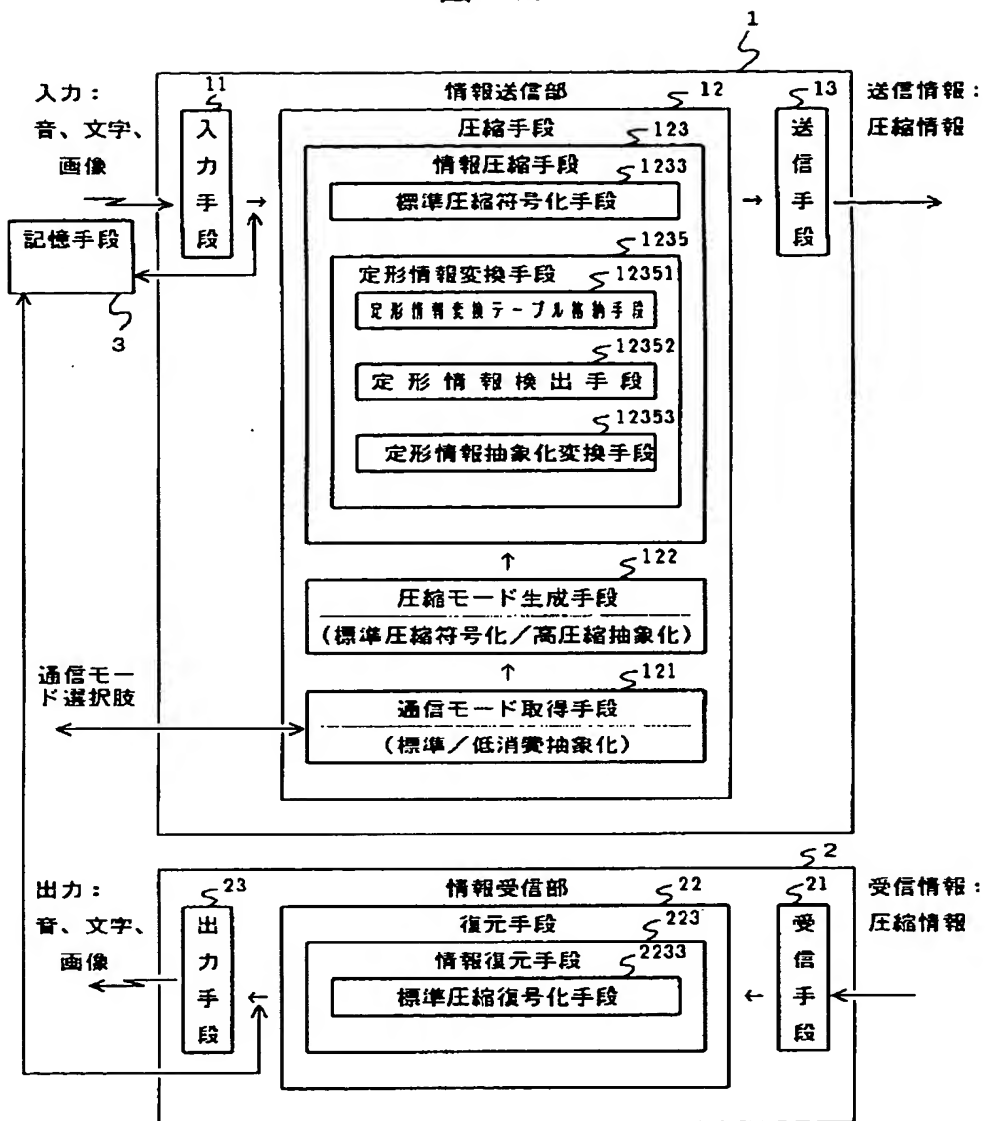 1
入力：
音、文字、
画像
11
入力手段
情報送信部
12
圧縮手段
123
情報圧縮手段
1233
標準圧縮符号化手段
1235
定形情報変換手段
12351
定形情報変換テーブル格納手段
12352
定形情報検出手段
12353
定形情報抽象化変換手段
13
送信手段
送信情報：
圧縮情報
→
→
記憶手段
3
↑
122
圧縮モード生成手段
(標準圧縮符号化／高圧縮抽象化)
↑
121
通信モード取得手段
(標準／低消費抽象化)
通信モー
ド選択肢
2
出力：
音、文字、
画像
23
出力手段
←
情報受信部
22
復元手段
223
情報復元手段
2233
標準圧縮復号化手段
←
21
受信手段
受信情報：
圧縮情報